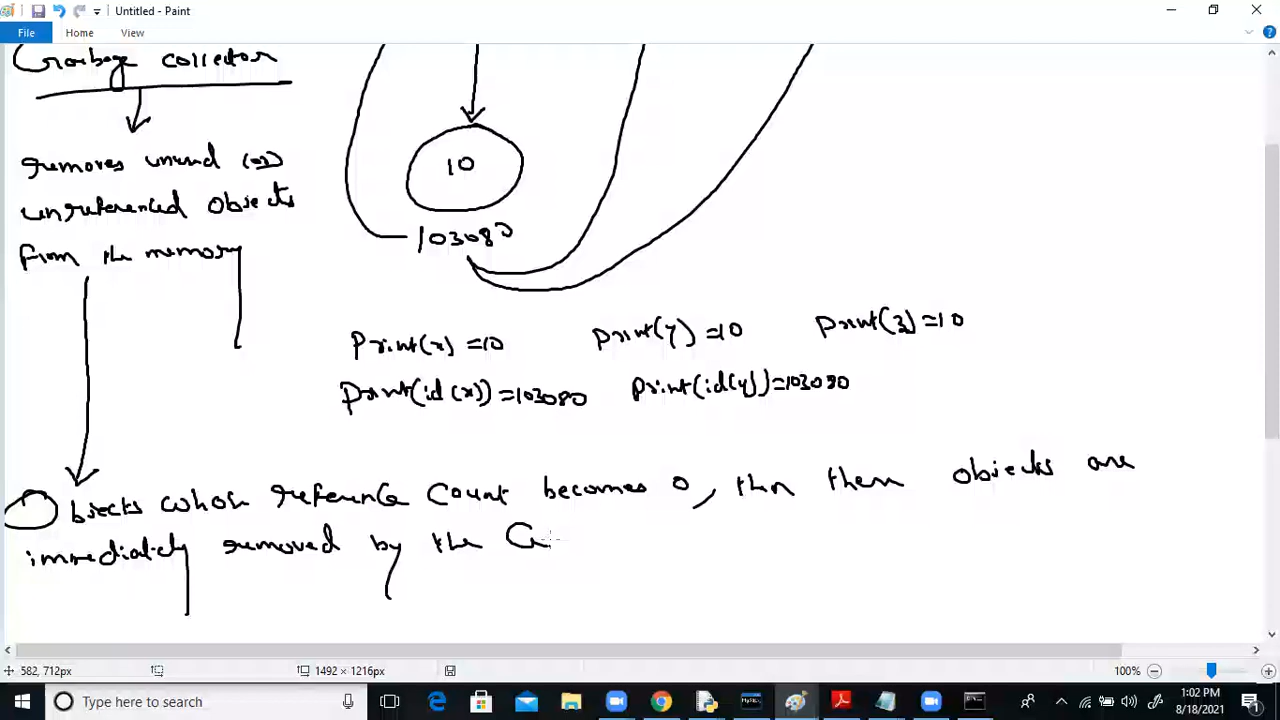 Untitled - Paint
File Home View
Garbage collector
removes unused (or)
unreferenced objects
from the memory
10
103080
Print(x) =10 print(y) =10 print(z) =10
Print(id(x)) =103080 Print(id(y)) =103080
Objects whose reference count becomes 0, then these objects are
immediately removed by the G
582, 712px 1492 × 1216px 100%
Type here to search
1:02 PM
8/18/2021